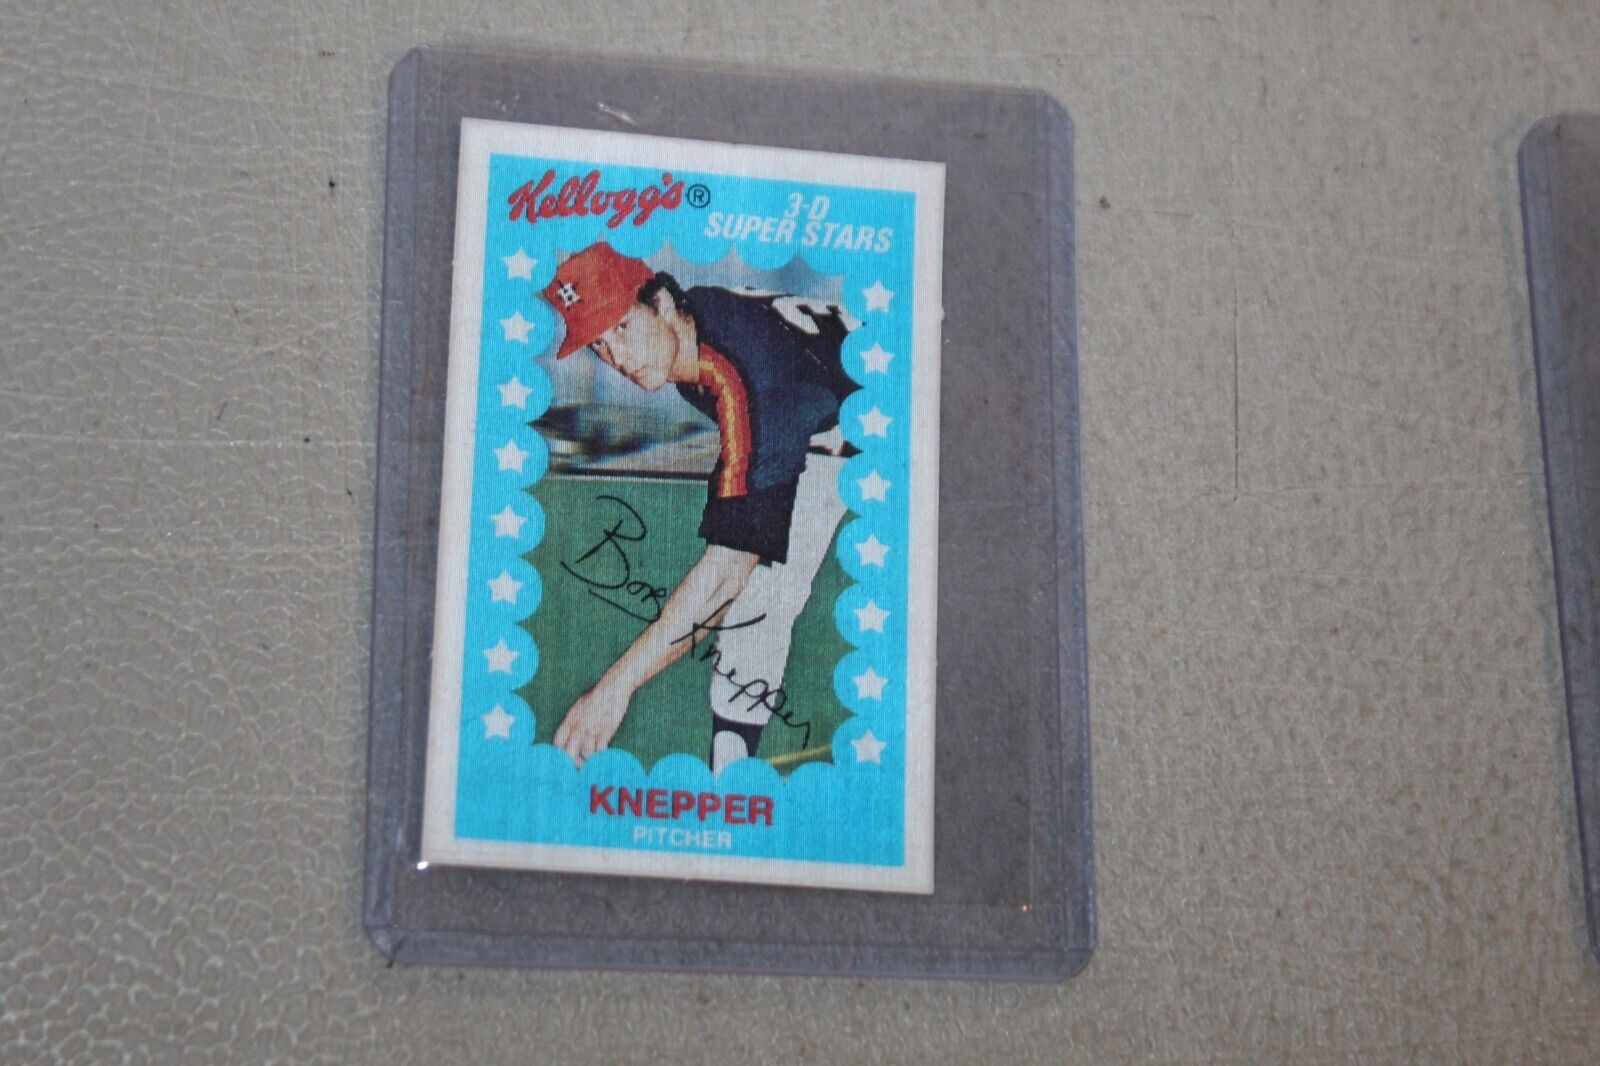 Kellogg's®
3-D
SUPER STARS
H
Bob Knepper
KNEPPER
PITCHER